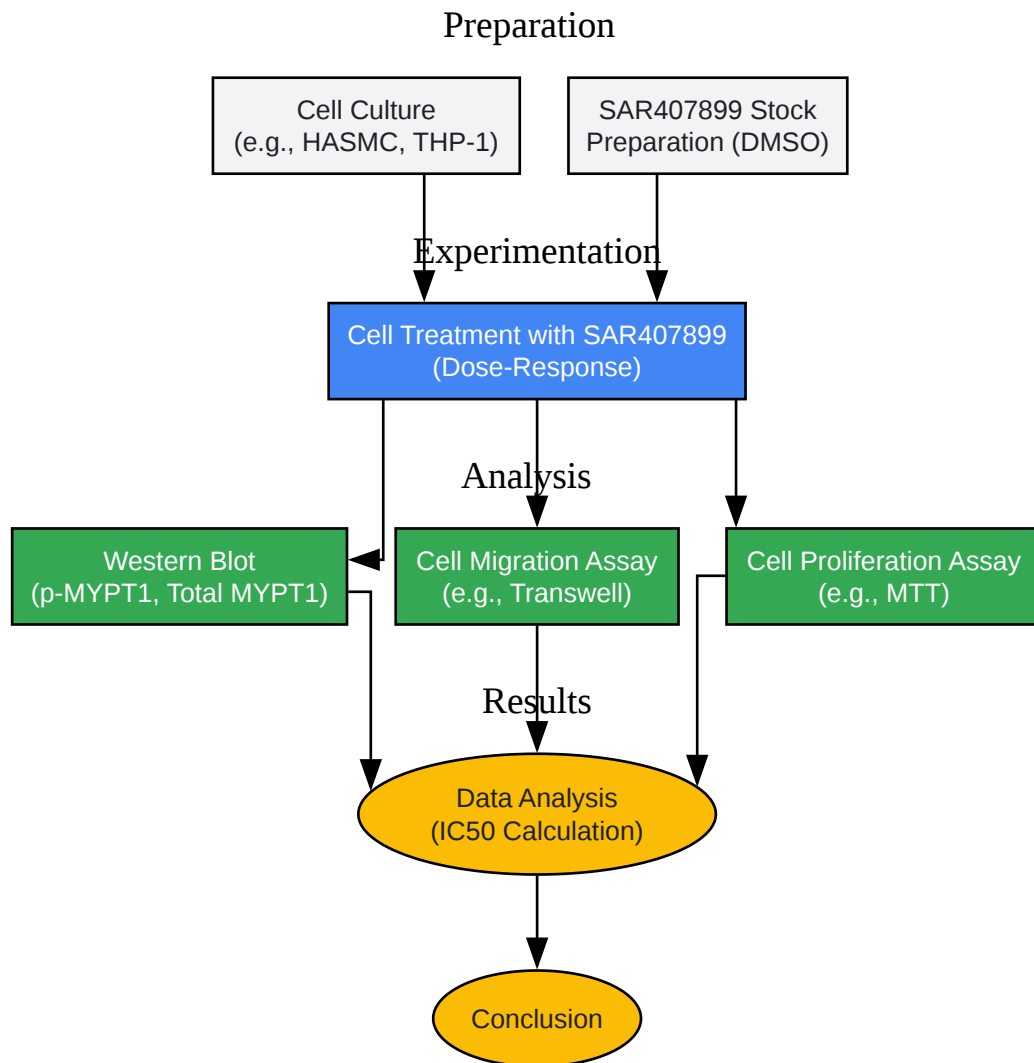 Preparation
Cell Culture
(e.g., HASMC, THP-1)
SAR407899 Stock
Preparation (DMSO)
Experimentation
Cell Treatment with SAR407899
(Dose-Response)
Analysis
Western Blot
(p-MYPT1, Total MYPT1)
Cell Migration Assay
(e.g., Transwell)
Cell Proliferation Assay
(e.g., MTT)
Results
Data Analysis
(IC50 Calculation)
Conclusion